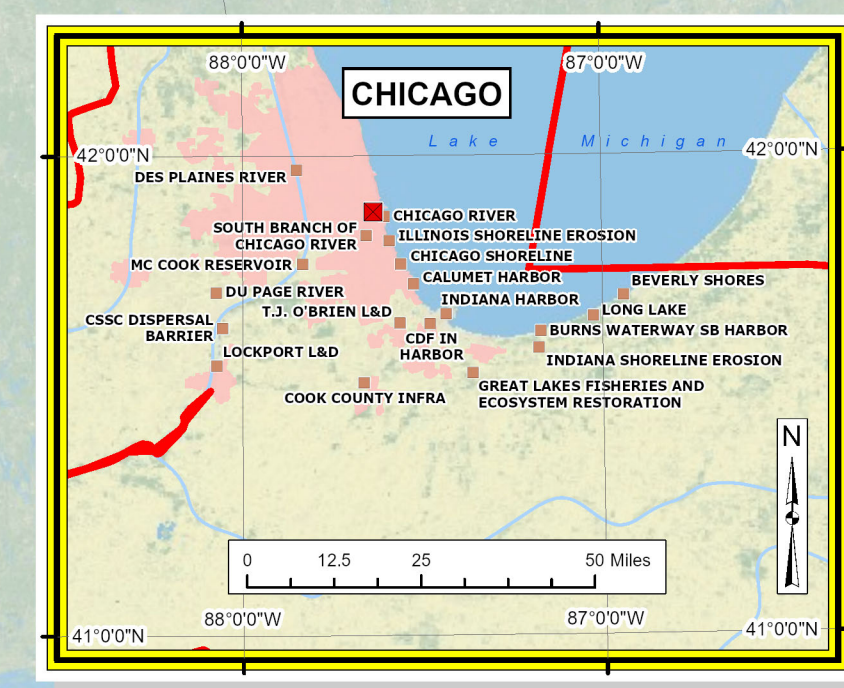 88°0'0"W
87°0'0"W
CHICAGO
Lake Michigan
42°0'0"N
42°0'0"N
DES PLAINES RIVER
CHICAGO RIVER
SOUTH BRANCH OF
CHICAGO RIVER
ILLINOIS SHORELINE EROSION
CHICAGO SHORELINE
MC COOK RESERVOIR
CALUMET HARBOR
BEVERLY SHORES
DU PAGE RIVER
INDIANA HARBOR
T.J. O'BRIEN L&D
LONG LAKE
CSSC DISPERSAL
BARRIER
BURNS WATERWAY SB HARBOR
CDF IN
HARBOR
LOCKPORT L&D
INDIANA SHORELINE EROSION
GREAT LAKES FISHERIES AND
ECOSYSTEM RESTORATION
COOK COUNTY INFRA
N
0 12.5 25 50 Miles
88°0'0"W
87°0'0"W
41°0'0"N
41°0'0"N